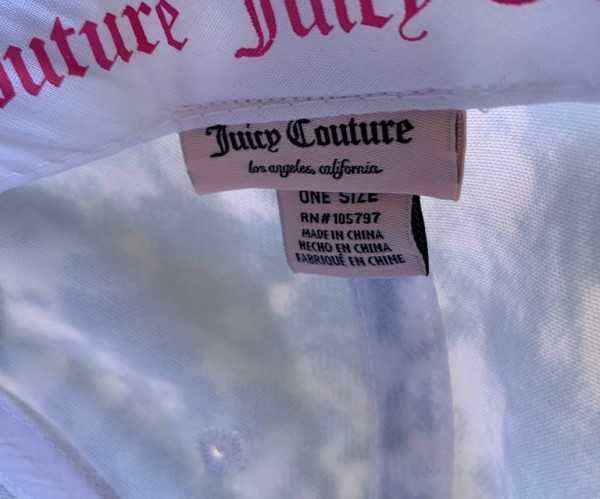 Couture Juicy C
Juicy Couture
los angeles, california
ONE SIZE
RN#105797
MADE IN CHINA
HECHO EN CHINA
FABRIQUÉ EN CHINE